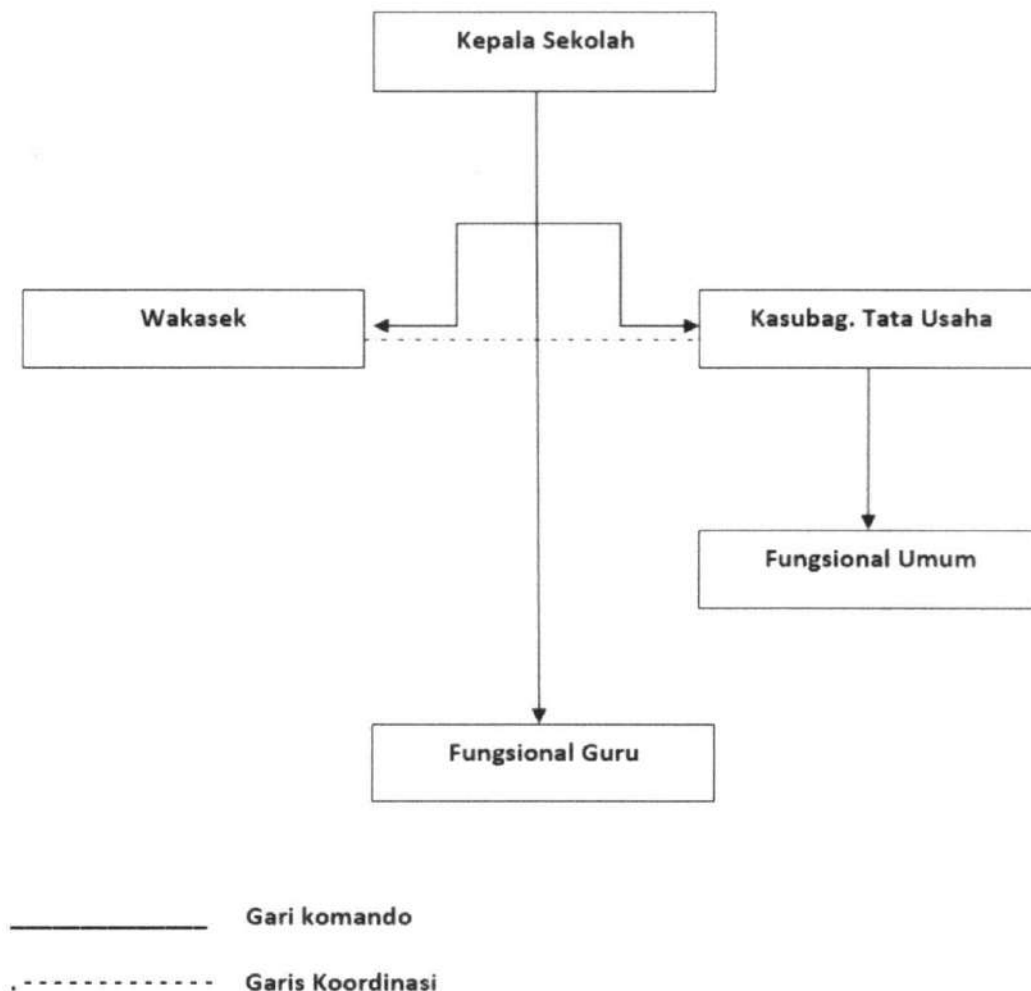 Kepala Sekolah
Wakasek
Kasubag. Tata Usaha
Fungsional Umum
Fungsional Guru
Gari komando
Garis Koordinasi